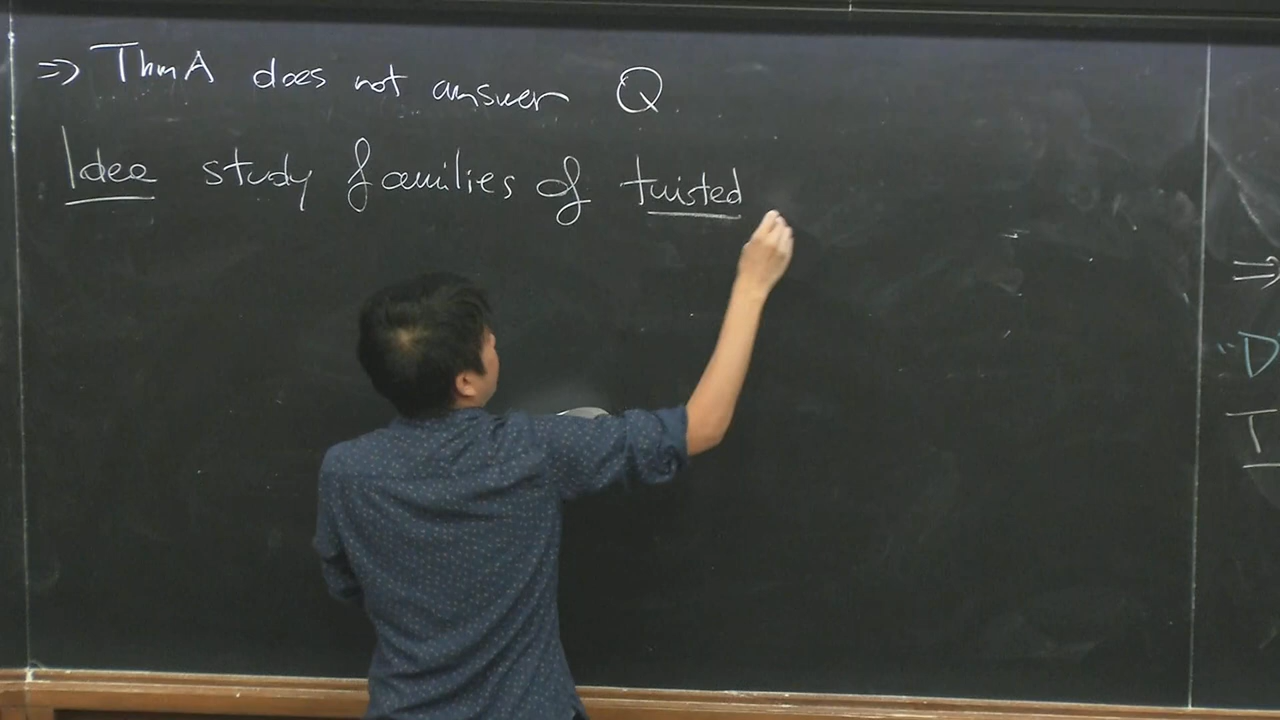 ⇒ Thm A does not answer Q
Idea study families of twisted
⇒
"D
T